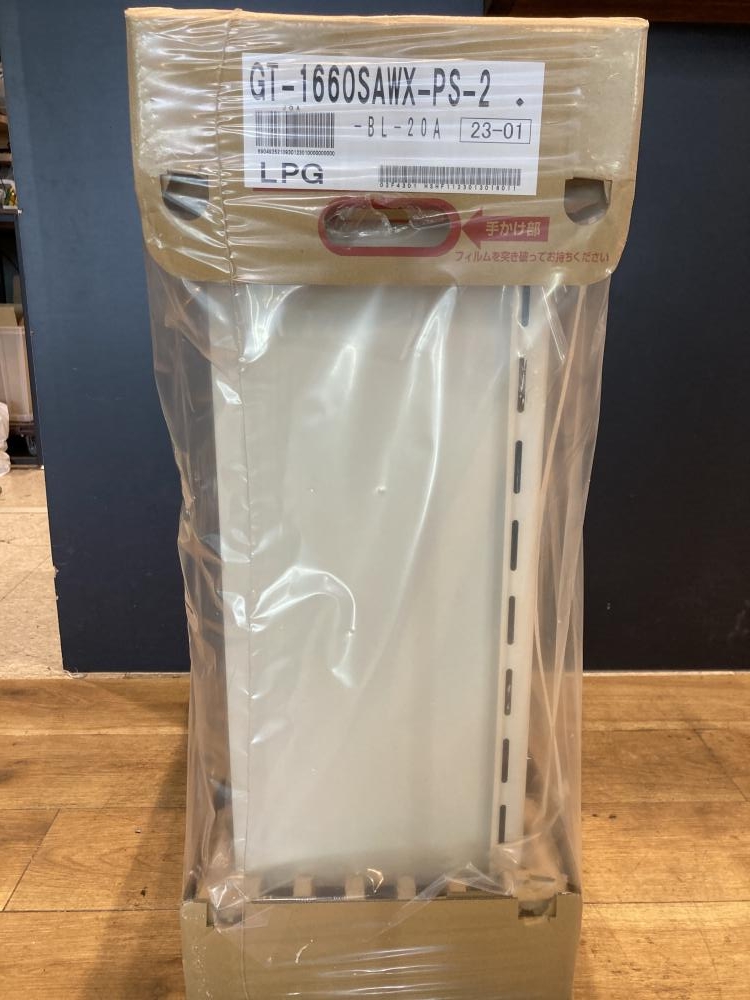 GT-1660SAWX-PS-2
-BL-20A 23-01
LPG
手かけ部
フィルムを突き破ってお持ちください